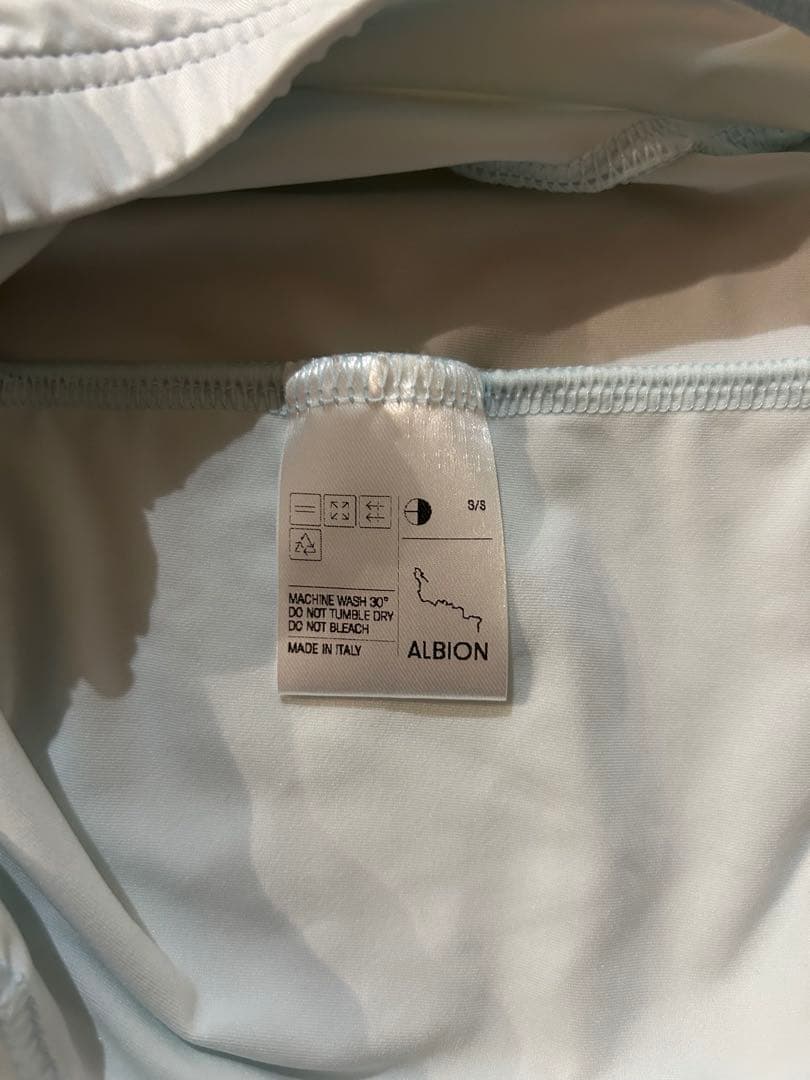 S/S
MACHINE WASH 30°
DO NOT TUMBLE DRY
DO NOT BLEACH
MADE IN ITALY
ALBION